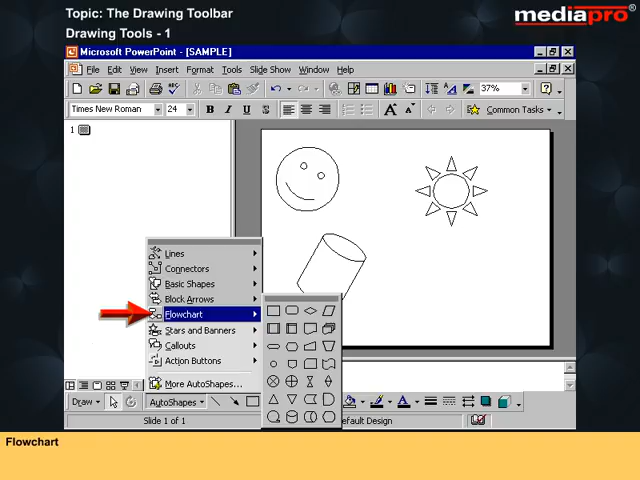 Topic: The Drawing Toolbar
mediapro®
Drawing Tools - 1
Microsoft PowerPoint - [SAMPLE]
File Edit View Insert Format Tools Slide Show Window Help
37%
Times New Roman 24 B I U S A A Common Tasks
1
Lines
Connectors
Basic Shapes
Block Arrows
Flowchart
Stars and Banners
Callouts
Action Buttons
More AutoShapes...
Draw AutoShapes A
Slide 1 of 1 Default Design
Flowchart